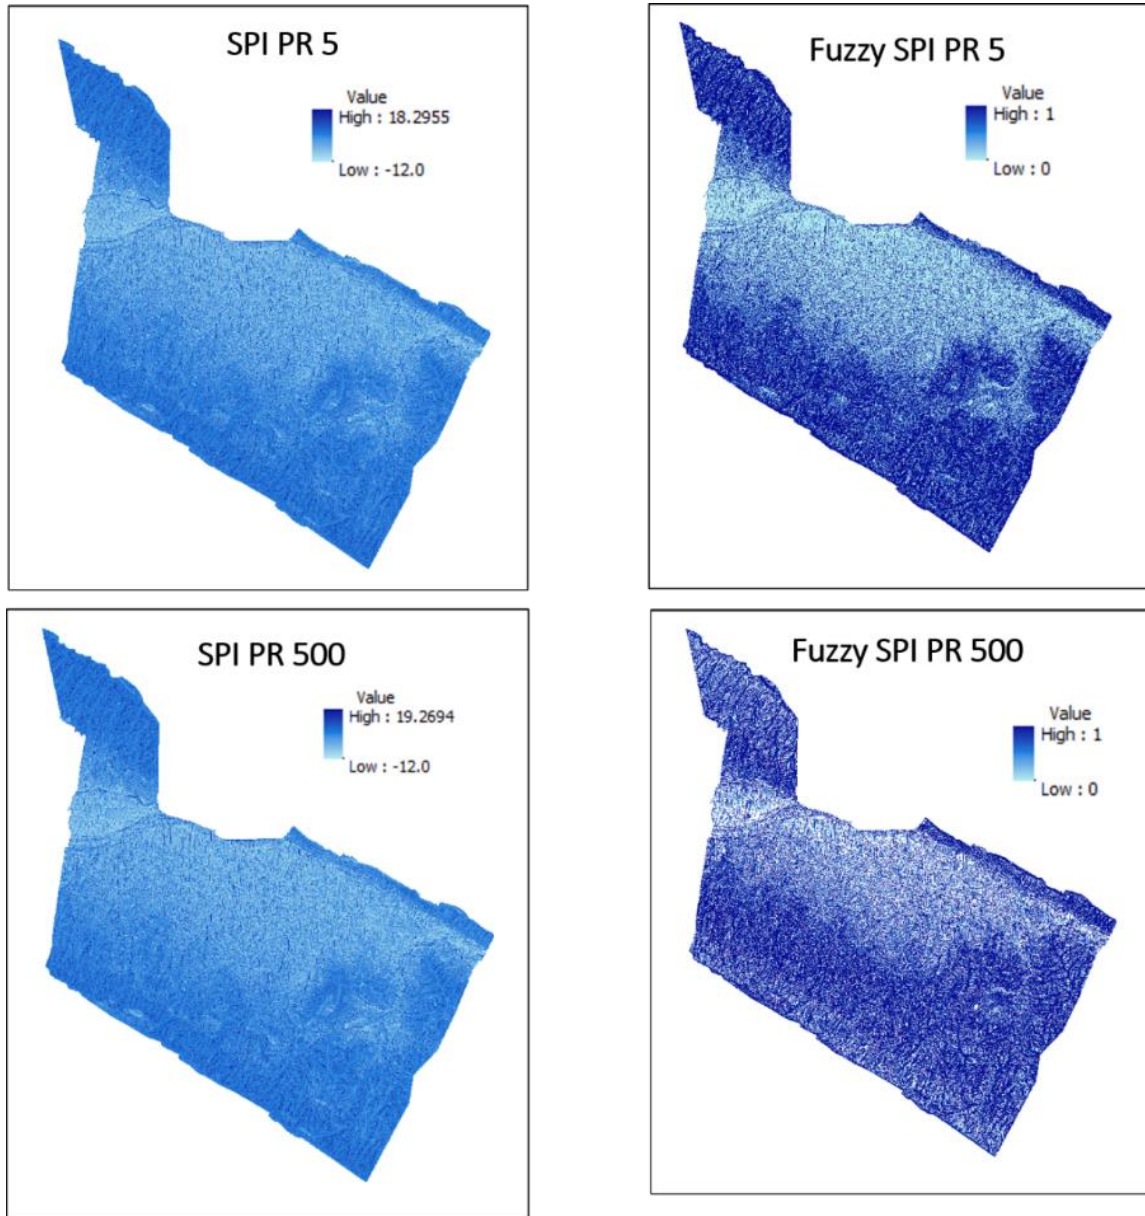 SPI PR 5
Value
High : 18.2955
Low : -12.0
Fuzzy SPI PR 5
Value
High : 1
Low : 0
SPI PR 500
Value
High : 19.2694
Low : -12.0
Fuzzy SPI PR 500
Value
High : 1
Low : 0